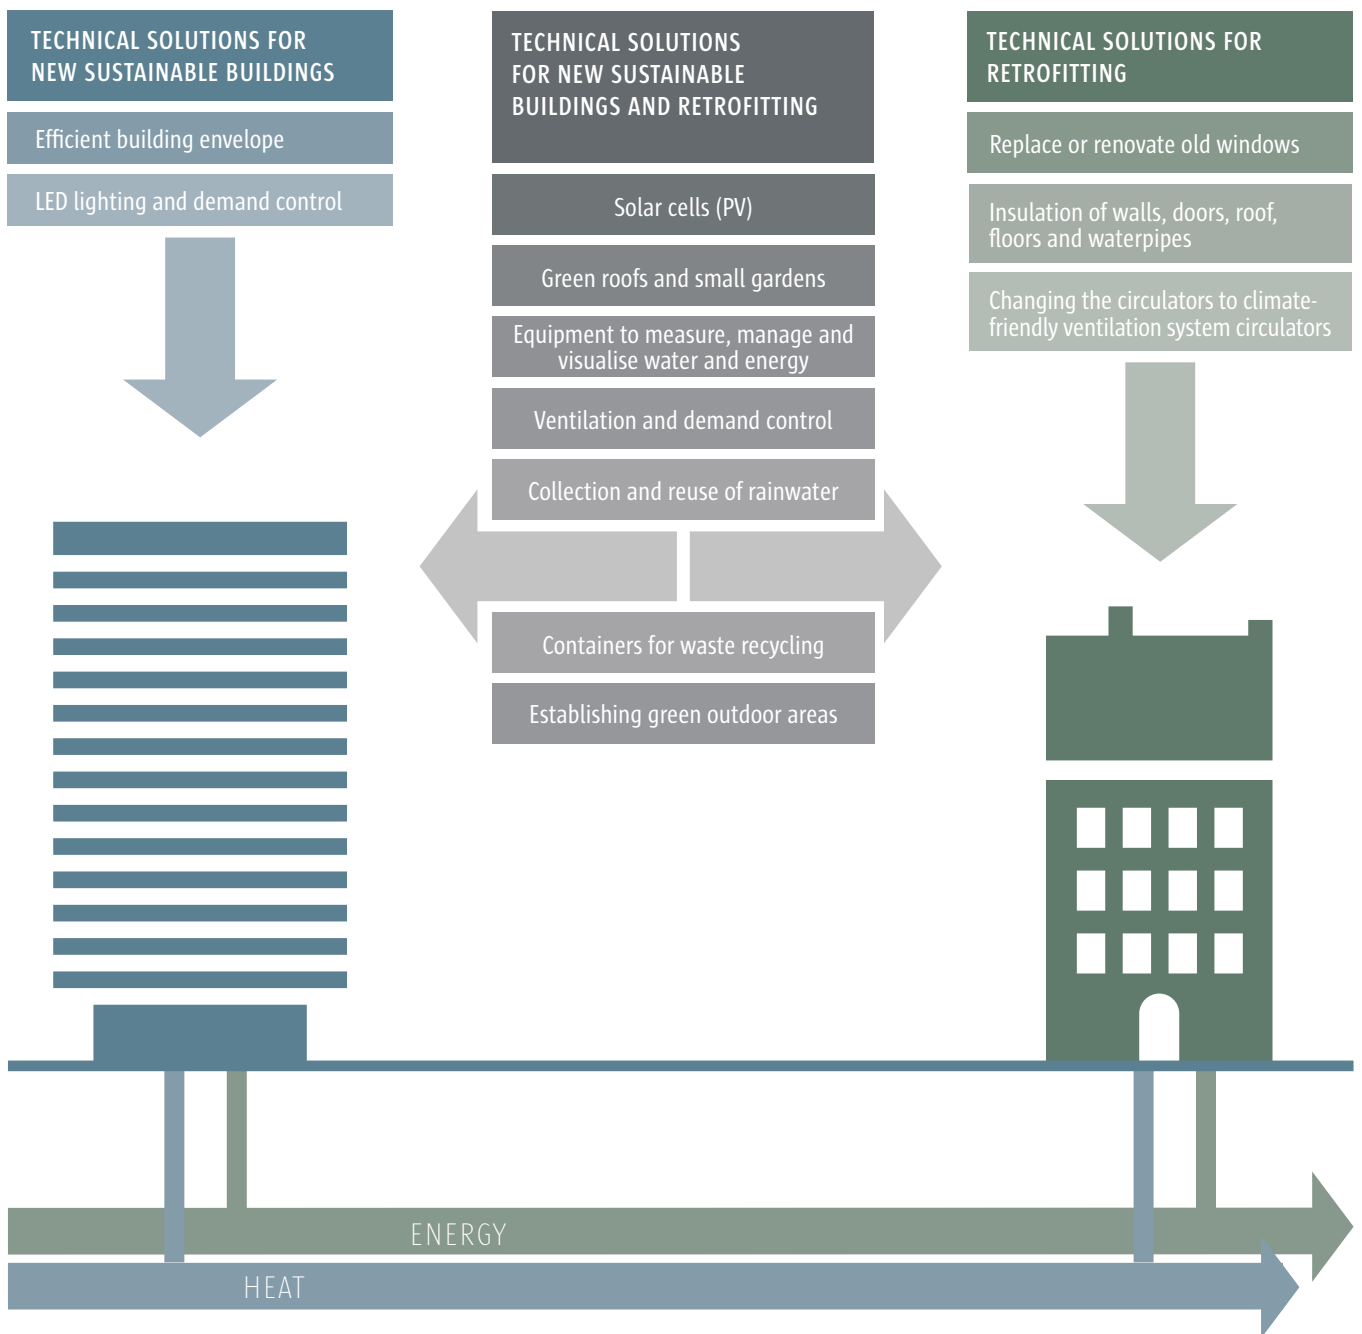 TECHNICAL SOLUTIONS FOR
NEW SUSTAINABLE BUILDINGS
Efficient building envelope
LED lighting and demand control
TECHNICAL SOLUTIONS
FOR NEW SUSTAINABLE
BUILDINGS AND RETROFITTING
Solar cells (PV)
Green roofs and small gardens
Equipment to measure, manage and
visualise water and energy
Ventilation and demand control
Collection and reuse of rainwater
Containers for waste recycling
Establishing green outdoor areas
TECHNICAL SOLUTIONS FOR
RETROFITTING
Replace or renovate old windows
Insulation of walls, doors, roof,
floors and waterpipes
Changing the circulators to climate-
friendly ventilation system circulators
ENERGY
HEAT